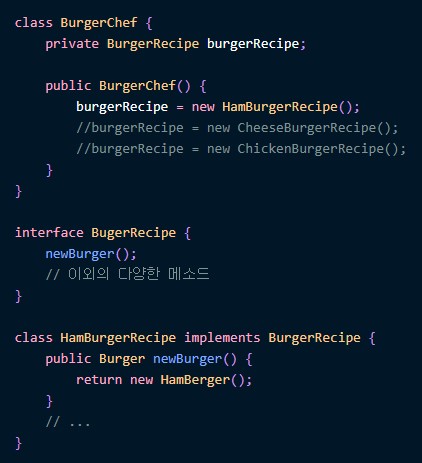 class BurgerChef {
    private BurgerRecipe burgerRecipe;

    public BurgerChef() {
        burgerRecipe = new HamBurgerRecipe();
        //burgerRecipe = new CheeseBurgerRecipe();
        //burgerRecipe = new ChickenBurgerRecipe();
    }
}

interface BugerRecipe {
    newBurger();
    // 이외의 다양한 메소드
}

class HamBurgerRecipe implements BurgerRecipe {
    public Burger newBurger() {
        return new HamBerger();
    }
    // ...
}